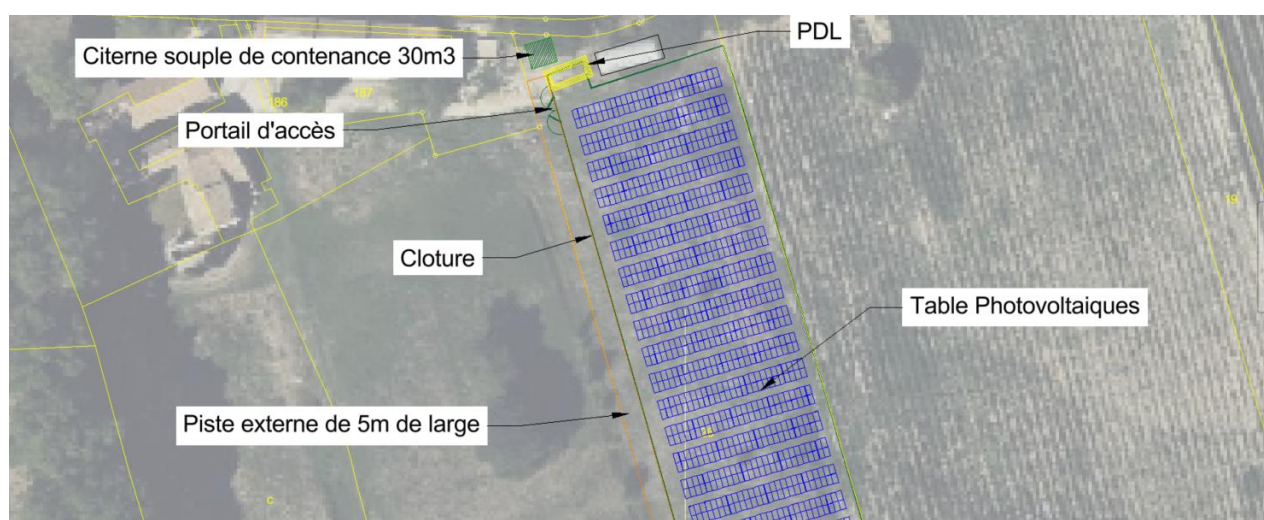 PDL
Citerne souple de contenance 30m3
186
187
Portail d'accès
19
Cloture
Table Photovoltaiques
Piste externe de 5m de large
C